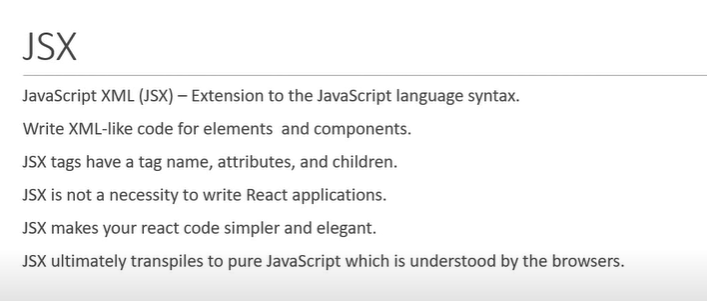 JSX
JavaScript XML (JSX) – Extension to the JavaScript language syntax.
Write XML-like code for elements  and components.
JSX tags have a tag name, attributes, and children.
JSX is not a necessity to write React applications.
JSX makes your react code simpler and elegant.
JSX ultimately transpiles to pure JavaScript which is understood by the browsers.